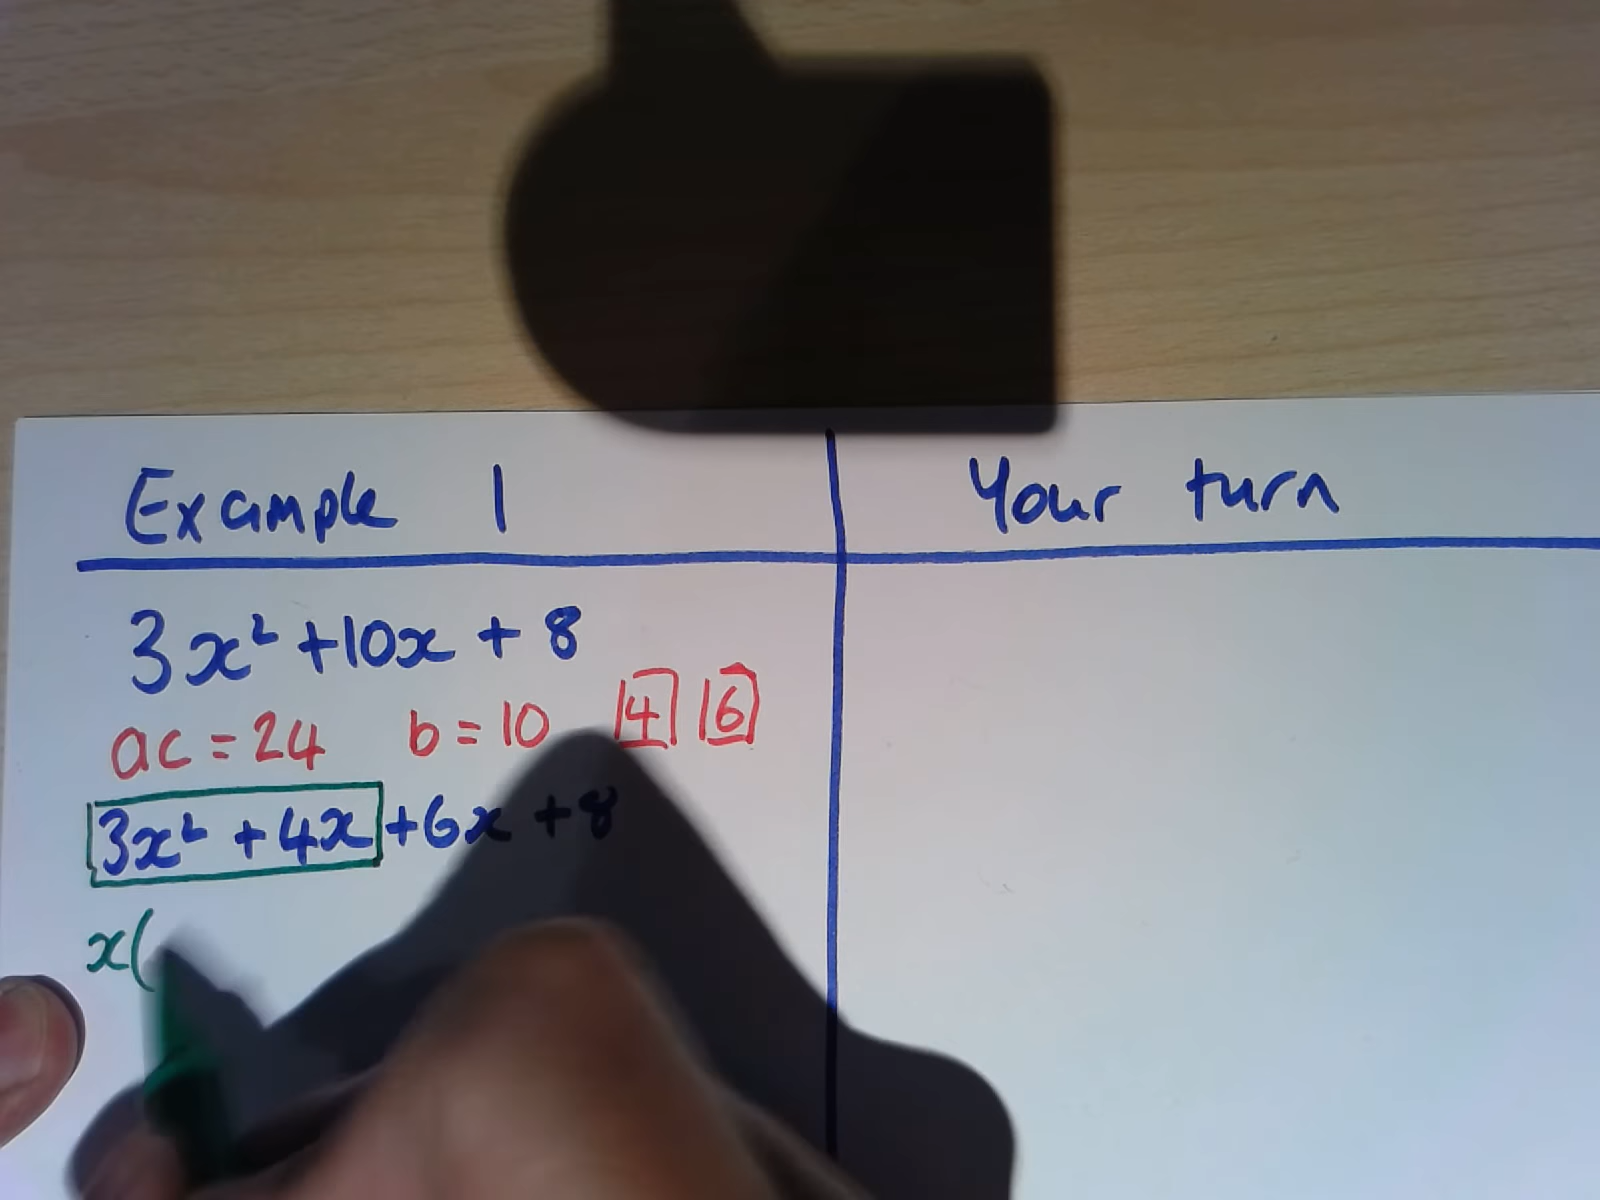 Example 1
Your turn
3x² +10x + 8
ac = 24 b = 10 4 6
3x² + 4x +6x + 8
x(